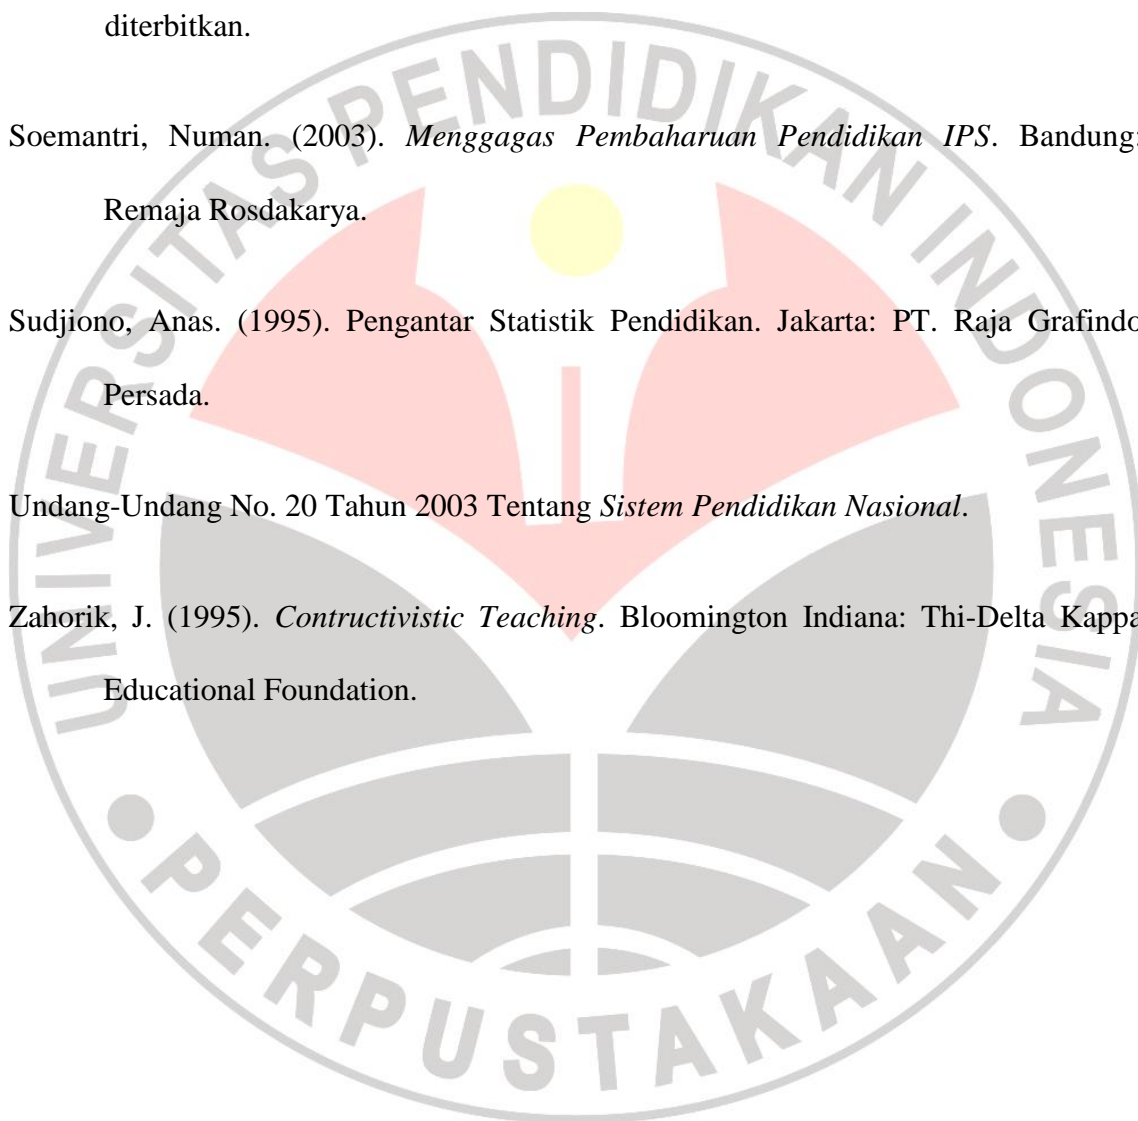 diterbitkan.
Soemantri, Numan. (2003). Menggagas Pembaharuan Pendidikan IPS. Bandung:
Remaja Rosdakarya.
Sudjiono, Anas. (1995). Pengantar Statistik Pendidikan. Jakarta: PT. Raja Grafindo
Persada.
Undang-Undang No. 20 Tahun 2003 Tentang Sistem Pendidikan Nasional.
Zahorik, J. (1995). Contructivistic Teaching. Bloomington Indiana: Thi-Delta Kappa
Educational Foundation.
UNIVERSITAS PENDIDIKAN INDONESIA
PERPUSTAKAAN